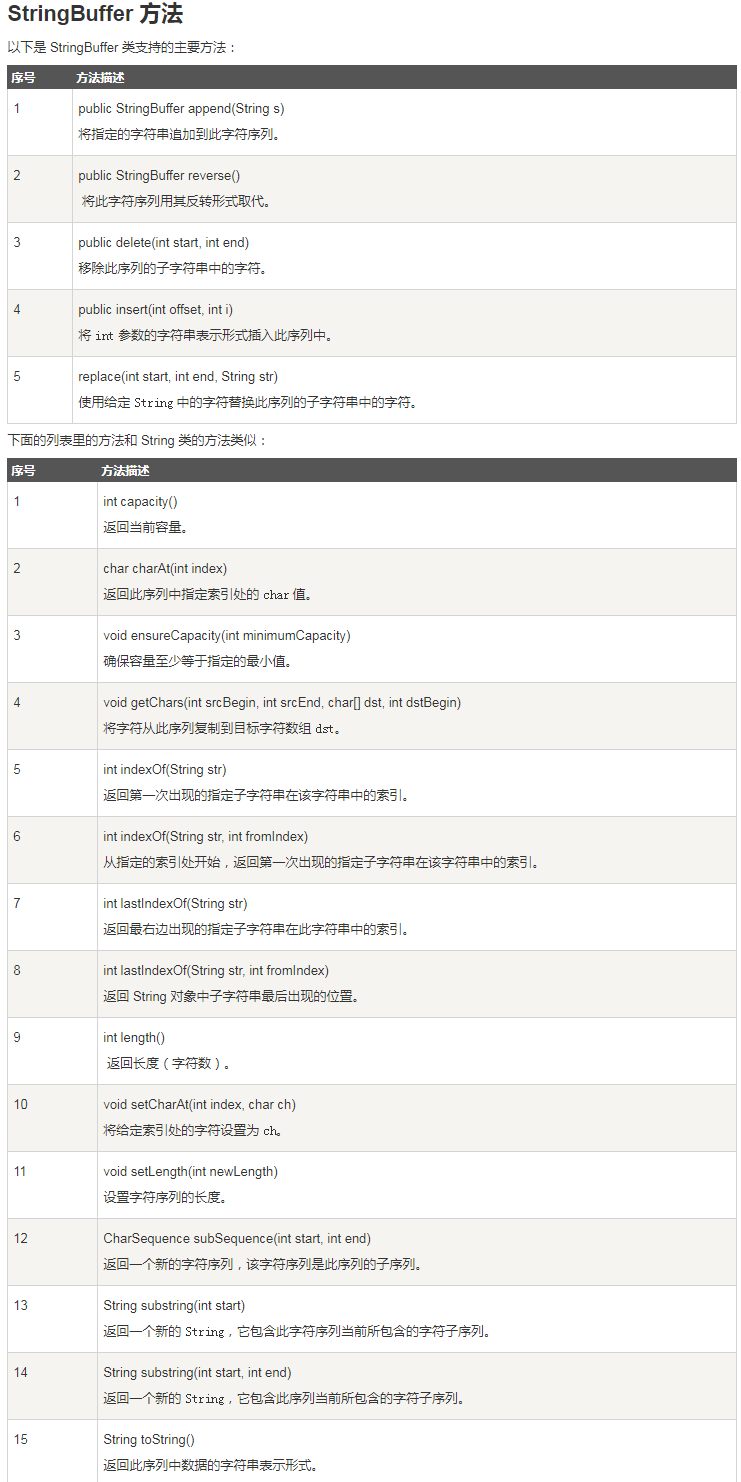 StringBuffer 方法
以下是 StringBuffer 类支持的主要方法：
序号 方法描述
1 public StringBuffer append(String s)
将指定的字符串追加到此字符序列。
2 public StringBuffer reverse()
将此字符序列用其反转形式取代。
3 public delete(int start, int end)
移除此序列的子字符串中的字符。
4 public insert(int offset, int i)
将 int 参数的字符串表示形式插入此序列中。
5 replace(int start, int end, String str)
使用给定 String 中的字符替换此序列的子字符串中的字符。
下面的列表里的方法和 String 类的方法类似：
序号 方法描述
1 int capacity()
返回当前容量。
2 char charAt(int index)
返回此序列中指定索引处的 char 值。
3 void ensureCapacity(int minimumCapacity)
确保容量至少等于指定的最小值。
4 void getChars(int srcBegin, int srcEnd, char[] dst, int dstBegin)
将字符从此序列复制到目标字符数组 dst。
5 int indexOf(String str)
返回第一次出现的指定子字符串在该字符串中的索引。
6 int indexOf(String str, int fromIndex)
从指定的索引处开始，返回第一次出现的指定子字符串在该字符串中的索引。
7 int lastIndexOf(String str)
返回最右边出现的指定子字符串在此字符串中的索引。
8 int lastIndexOf(String str, int fromIndex)
返回 String 对象中子字符串最后出现的位置。
9 int length()
返回长度（字符数）。
10 void setCharAt(int index, char ch)
将给定索引处的字符设置为 ch。
11 void setLength(int newLength)
设置字符序列的长度。
12 CharSequence subSequence(int start, int end)
返回一个新的字符序列，该字符序列是此序列的子序列。
13 String substring(int start)
返回一个新的 String，它包含此字符序列当前所包含的字符子序列。
14 String substring(int start, int end)
返回一个新的 String，它包含此序列当前所包含的字符子序列。
15 String toString()
返回此序列中数据的字符串表示形式。